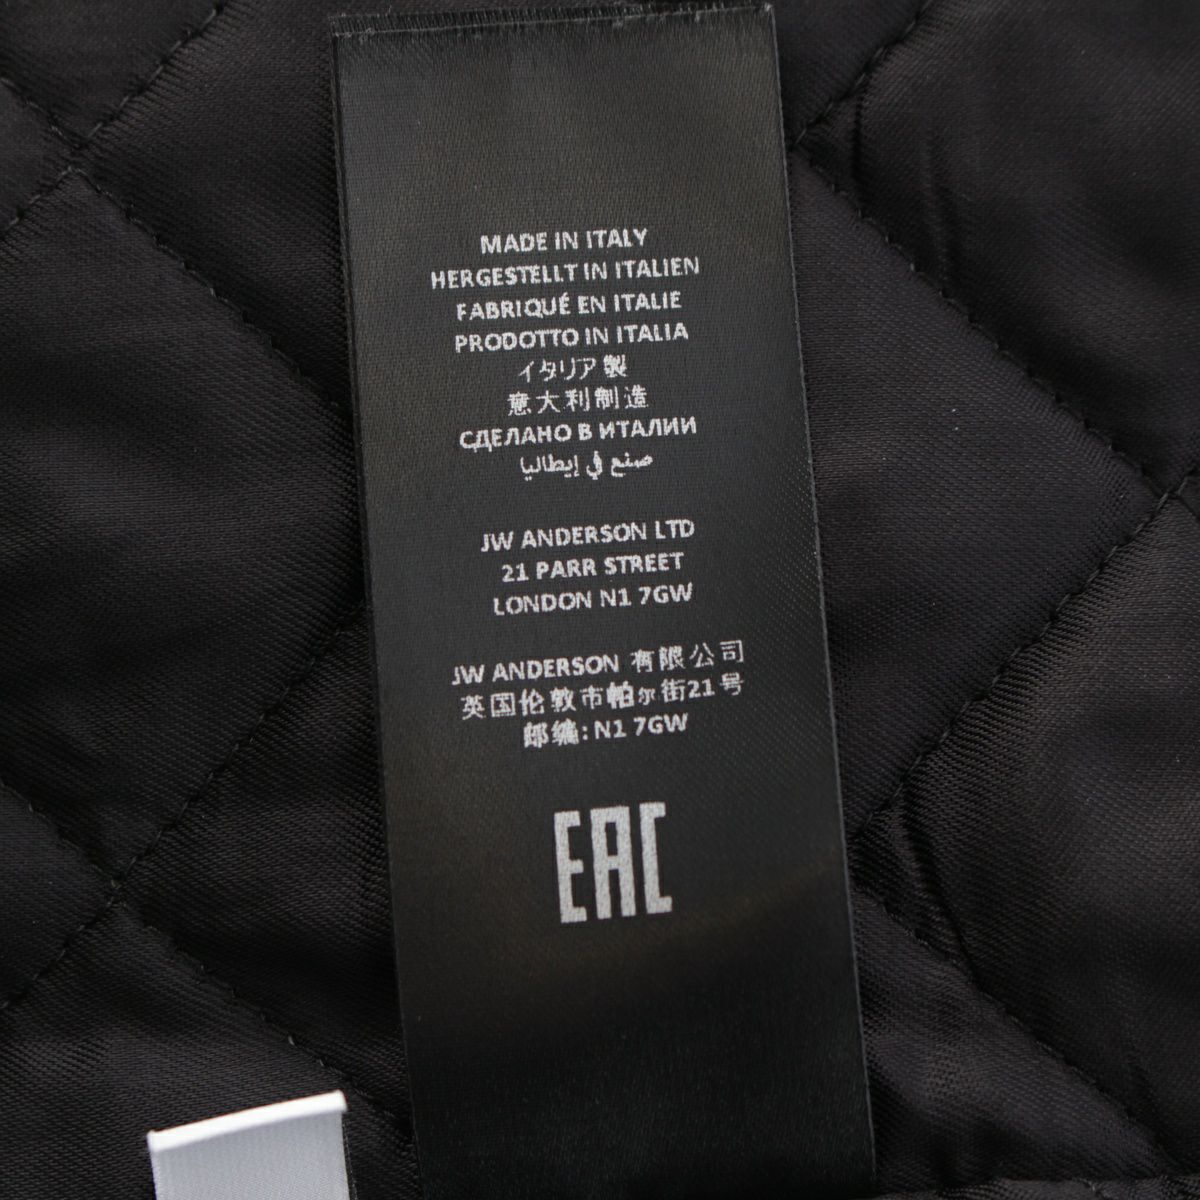 MADE IN ITALY
HERGESTELLT IN ITALIEN
FABRIQUÉ EN ITALIE
PRODOTTO IN ITALIA
イタリア製
意大利制造
СДЕЛАНО В ИТАЛИИ
صنع في إيطاليا
JW ANDERSON LTD
21 PARR STREET
LONDON N1 7GW
JW ANDERSON 有限公司
英国伦敦市帕尔街21号
邮编: N1 7GW
EAC